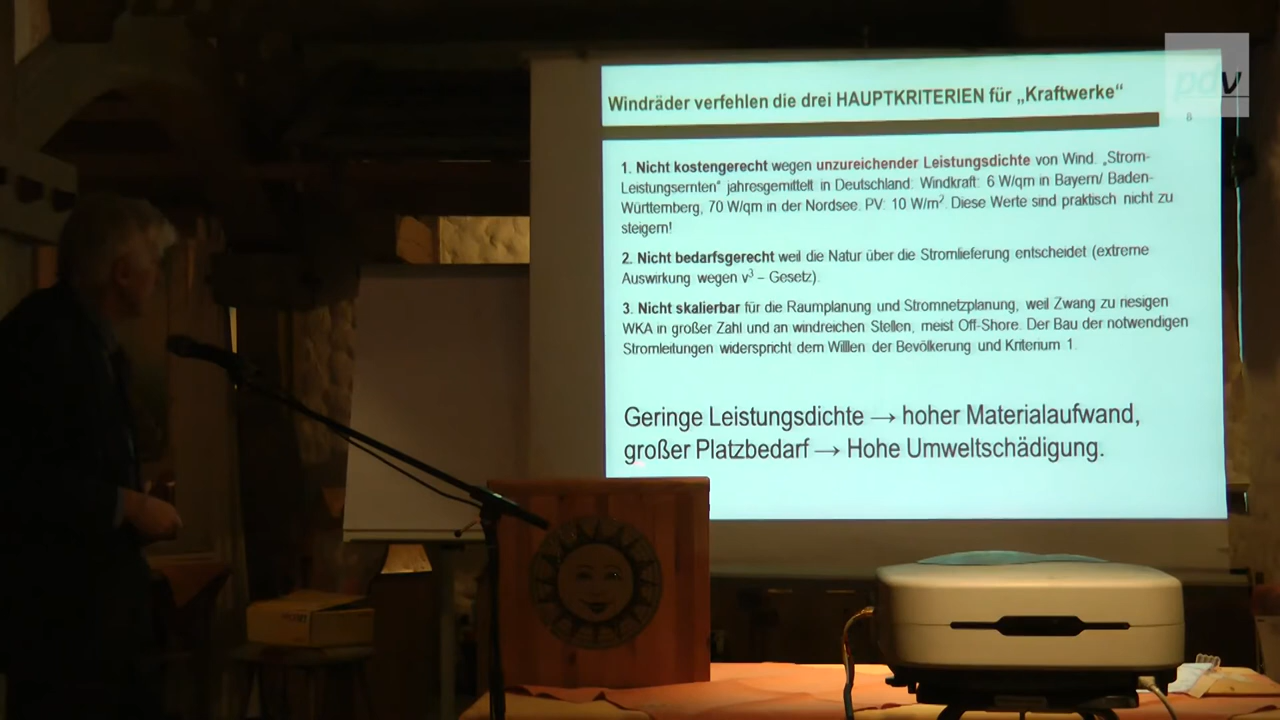 pdv
Windräder verfehlen die drei HAUPTKRITERIEN für „Kraftwerke“
8
1. Nicht kostengerecht wegen unzureichender Leistungsdichte von Wind. „Strom-
Leistungsernten“ jahresgemittelt in Deutschland: Windkraft: 6 W/qm in Bayern/ Baden-
Württemberg, 70 W/qm in der Nordsee. PV: 10 W/m². Diese Werte sind praktisch nicht zu
steigern!
2. Nicht bedarfsgerecht weil die Natur über die Stromlieferung entscheidet (extreme
Auswirkung wegen v³ – Gesetz).
3. Nicht skalierbar für die Raumplanung und Stromnetzplanung, weil Zwang zu riesigen
WKA in großer Zahl und an windreichen Stellen, meist Off-Shore. Der Bau der notwendigen
Stromleitungen widerspricht dem Willlen der Bevölkerung und Kriterium 1.
Geringe Leistungsdichte → hoher Materialaufwand,
großer Platzbedarf → Hohe Umweltschädigung.